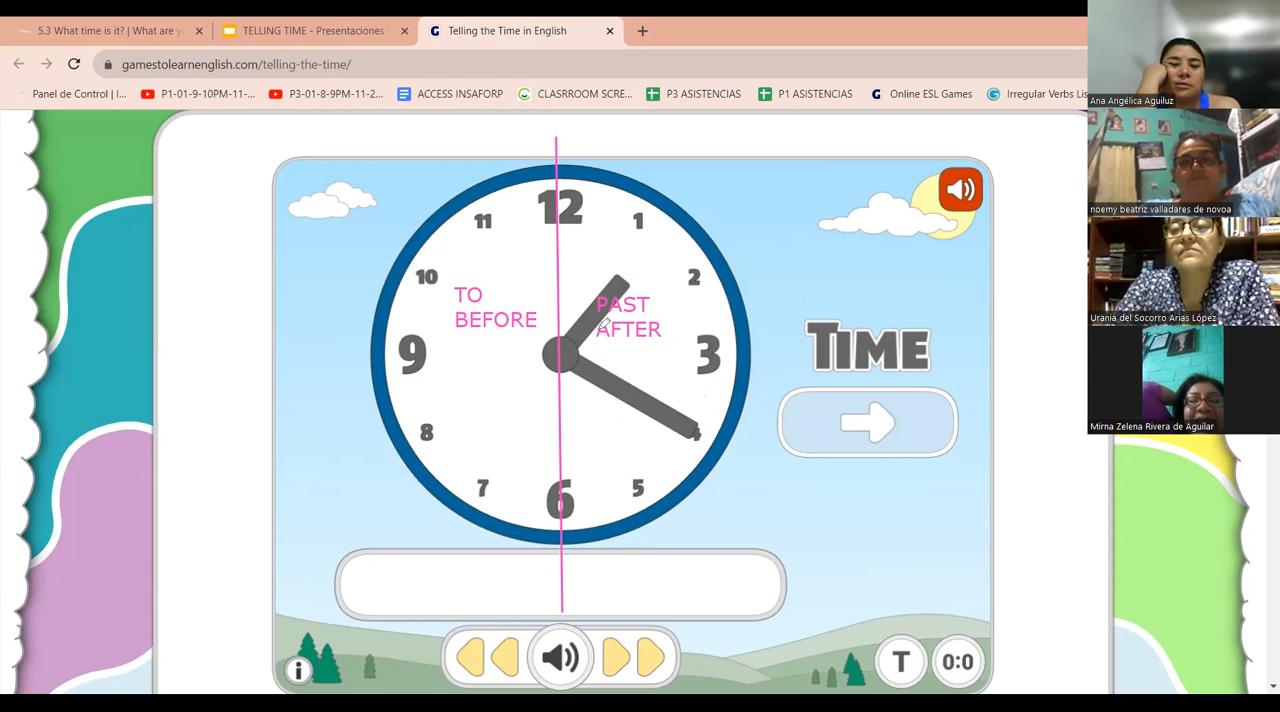 5.3 What time is it? | What are y
TELLING TIME - Presentaciones
Telling the Time in English
gamestolearnenglish.com/telling-the-time/
Panel de Control | I...
P1-01-9-10PM-11-...
P3-01-8-9PM-11-2...
ACCESS INSAFORP
CLASRROOM SCRE...
P3 ASISTENCIAS
P1 ASISTENCIAS
Online ESL Games
Irregular Verbs Lis
12
11
1
10
2
TO
BEFORE
PAST
AFTER
9
3
8
4
7
5
6
TIME
i
T
0:0
Ana Angélica Aguiluz
noemy beatriz valladares de novoa
Urania del Socorro Arias López
Mirna Zelena Rivera de Aguilar